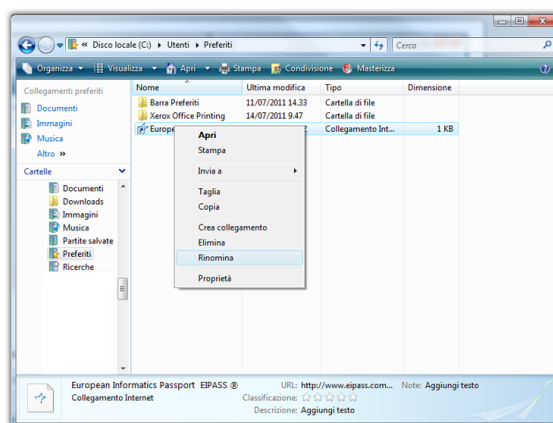 « Disco locale (C:) ▸ Utenti ▸ Preferiti
Cerca
Organizza Visualizza Apri Stampa Condivisione Masterizza
Collegamenti preferiti
Documenti
Immagini
Musica
Altro »
Cartelle
Documenti
Downloads
Immagini
Musica
Partite salvate
Preferiti
Ricerche
Nome Ultima modifica Tipo Dimensione
Barra Preferiti 11/07/2011 14.33 Cartella di file
Xerox Office Printing 14/07/2011 9.47 Cartella di file
Europe 2 Collegamento Int... 1 KB
Apri
Stampa
Invia a
Taglia
Copia
Crea collegamento
Elimina
Rinomina
Proprietà
European Informatics Passport EIPASS ® URL: http://www.eipass.com... Note: Aggiungi testo
Collegamento Internet Classificazione: ☆☆☆☆☆
Descrizione: Aggiungi testo